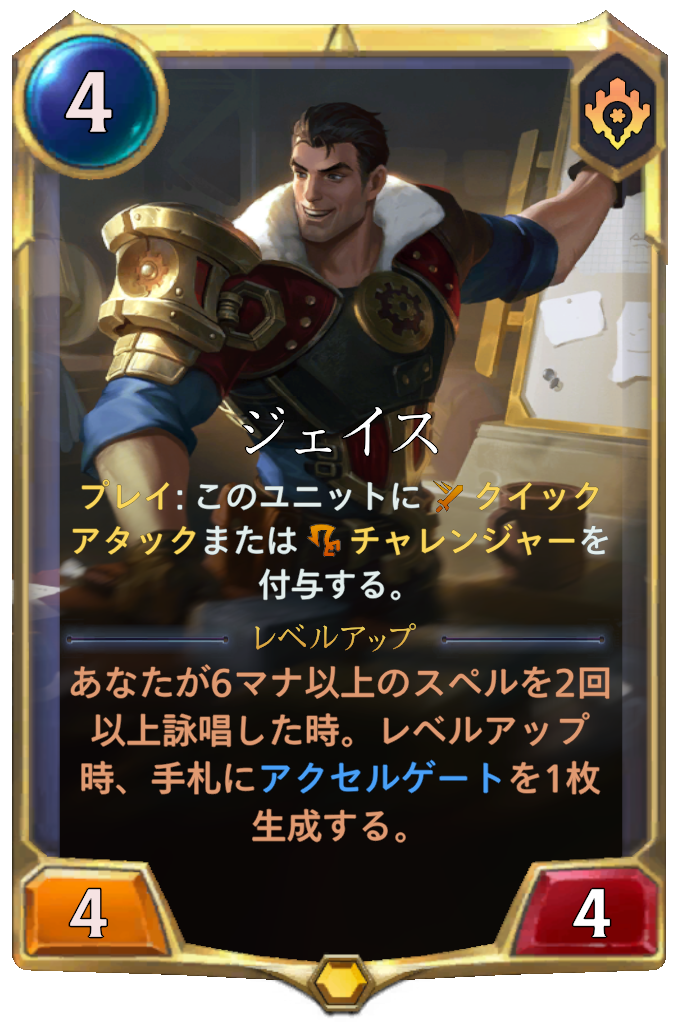 4
ジェイス
プレイ: このユニットに クイック
アタックまたは チャレンジャーを
付与する。
レベルアップ
あなたが6マナ以上のスペルを2回
以上詠唱した時。レベルアップ
時、手札にアクセルゲートを1枚
生成する。
4
4